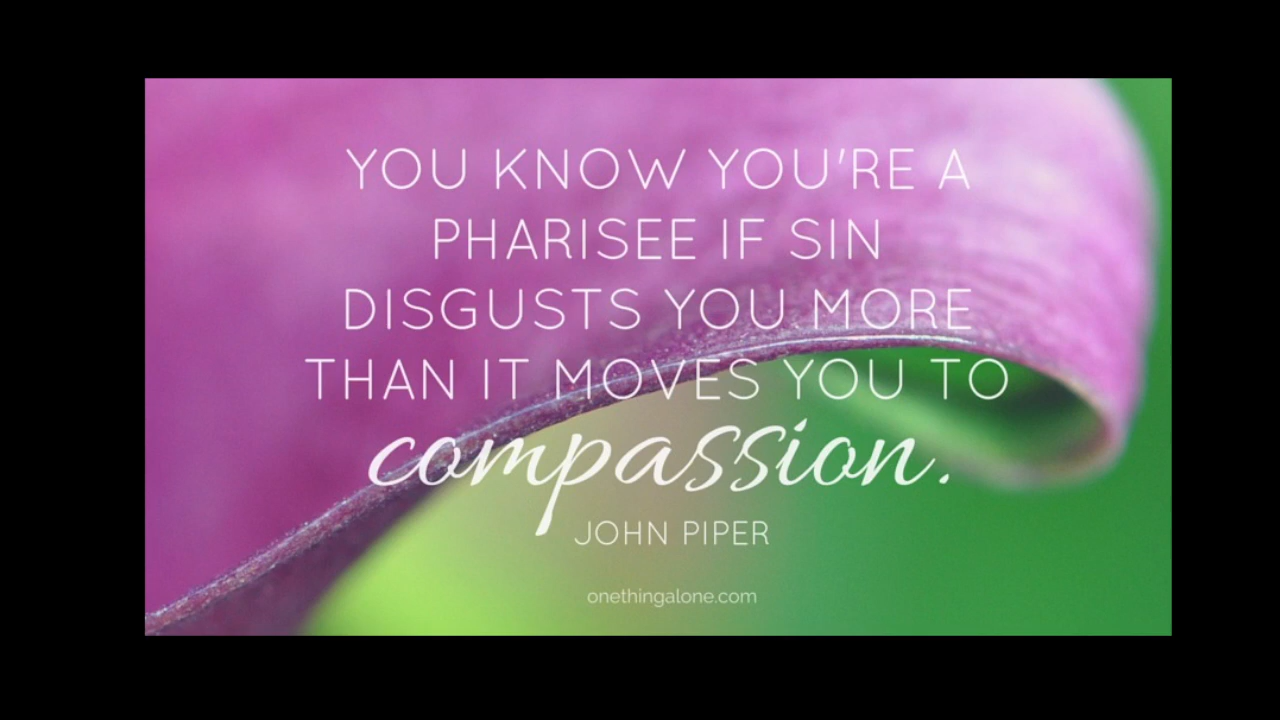 YOU KNOW YOU'RE A
PHARISEE IF SIN
DISGUSTS YOU MORE
THAN IT MOVES YOU TO
compassion.
JOHN PIPER
onethingalone.com